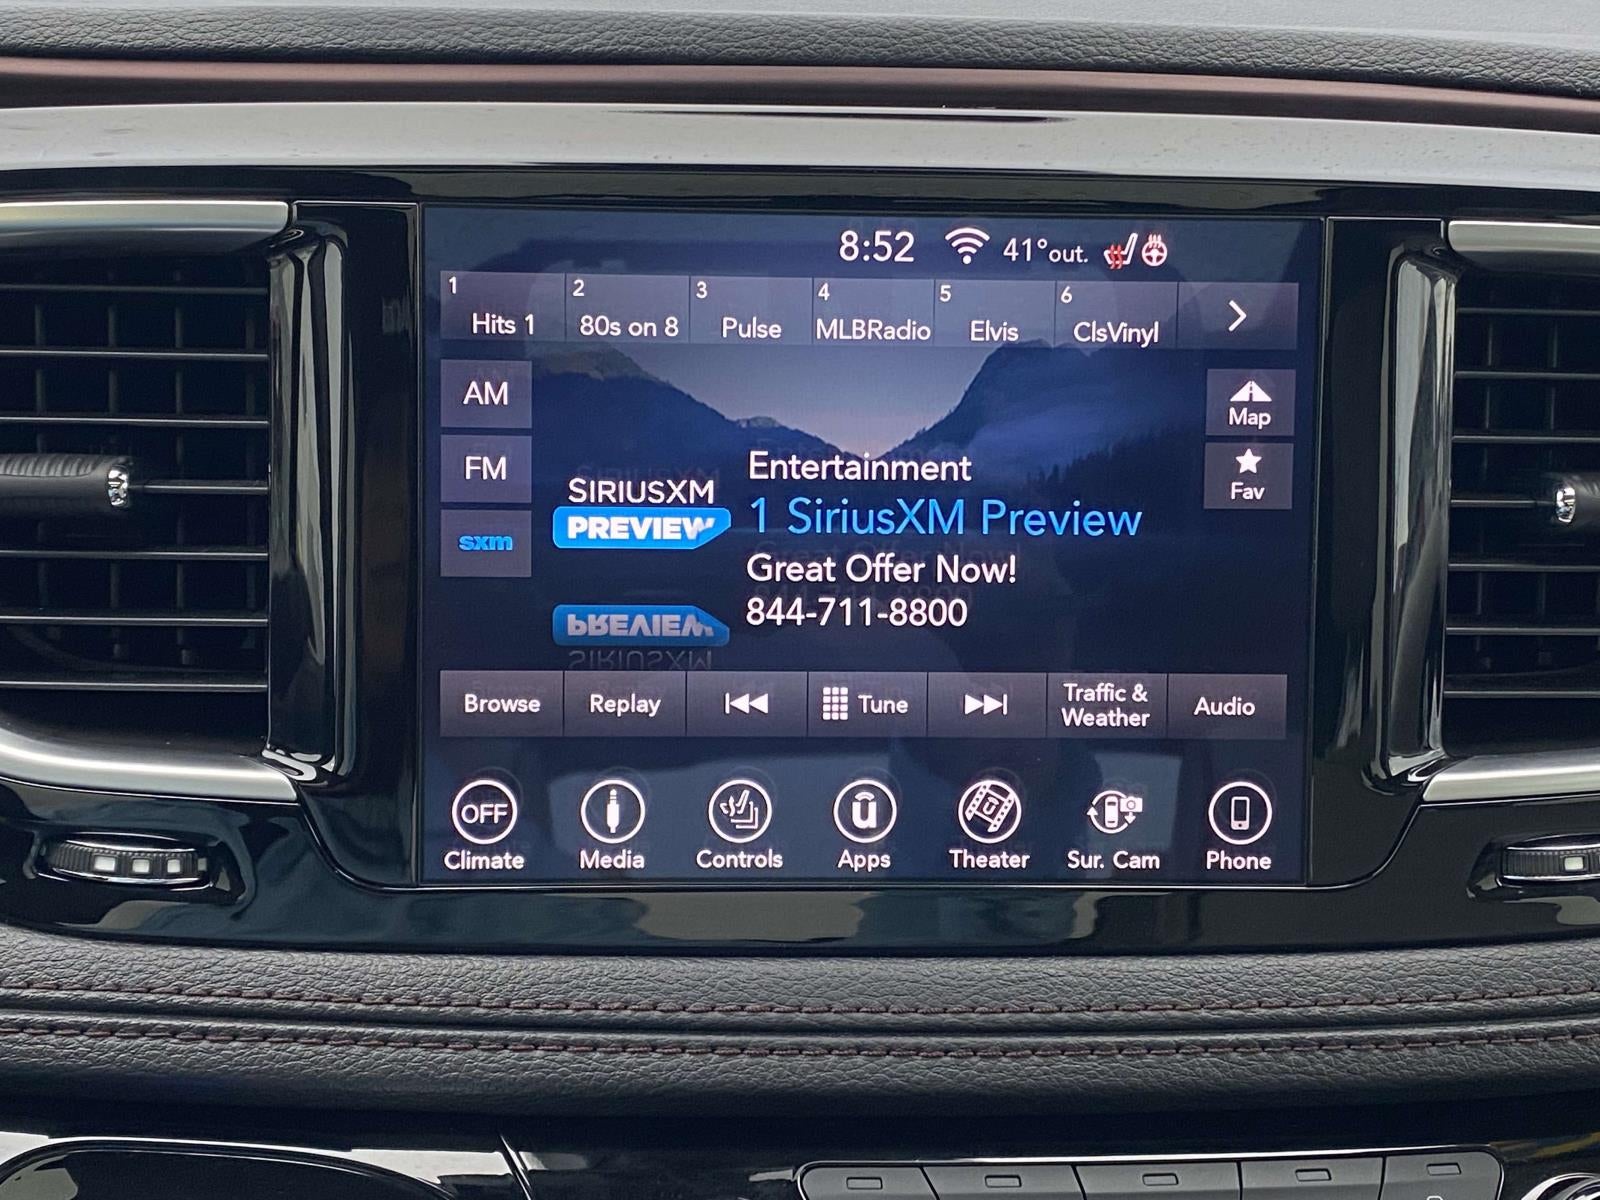 8:52 41° out.
1 2 3 4 5 6
Hits 1 80s on 8 Pulse MLBRadio Elvis ClsVinyl
AM
Map
FM
Fav
sxm
SIRIUSXM
PREVIEW
Entertainment
1 SiriusXM Preview
Great Offer Now!
844-711-8800
PREVIEW
SIRIUSXM
Browse Replay Tune Traffic & Audio
Weather
OFF u
Climate Media Controls Apps Theater Sur. Cam Phone